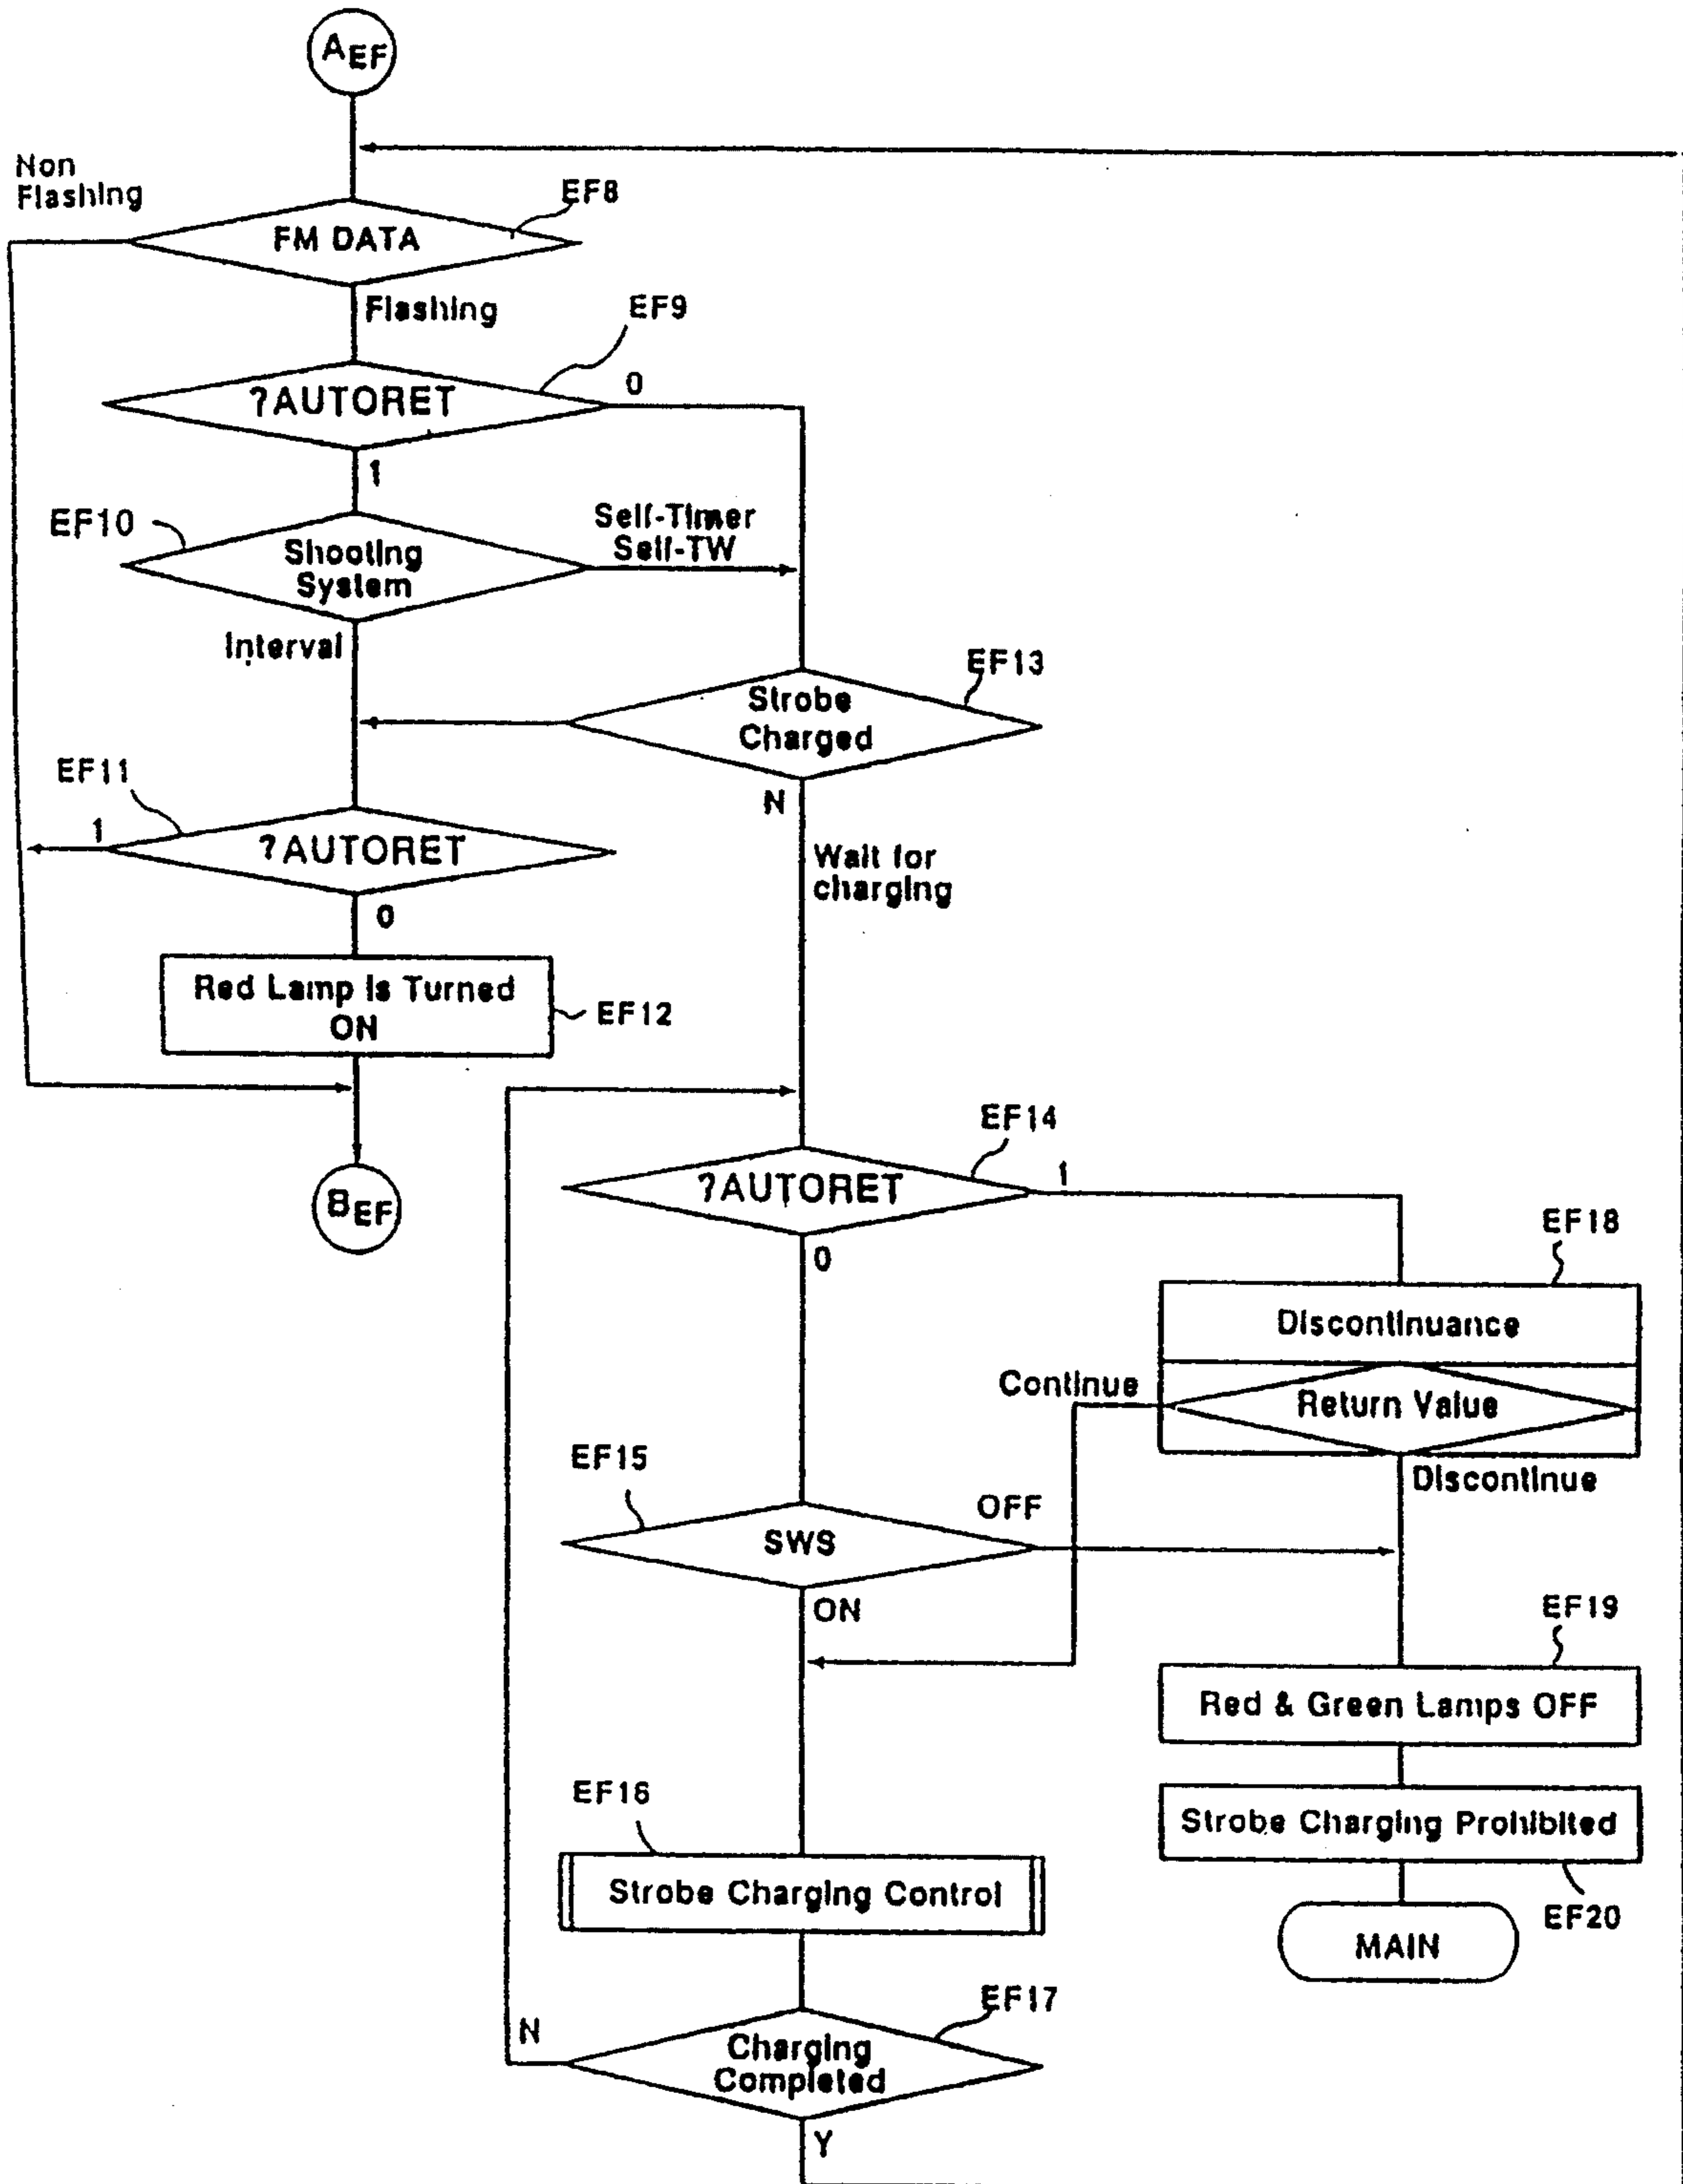 AEF
Non
Flashing
EF8
FM DATA
Flashing
EF9
?AUTORET
0
1
EF10
Shooting
System
Self-Timer
Self-TW
Interval
EF13
Strobe
Charged
N
EF11
1
?AUTORET
0
Wait for
charging
Red Lamp Is Turned
ON
EF12
BEF
EF14
?AUTORET
1
0
EF18
Discontinuance
Continue
Return Value
Discontinue
EF15
OFF
SWS
ON
EF19
Red & Green Lamps OFF
EF16
Strobe Charging Prohibited
Strobe Charging Control
EF20
MAIN
EF17
N
Charging
Completed
Y